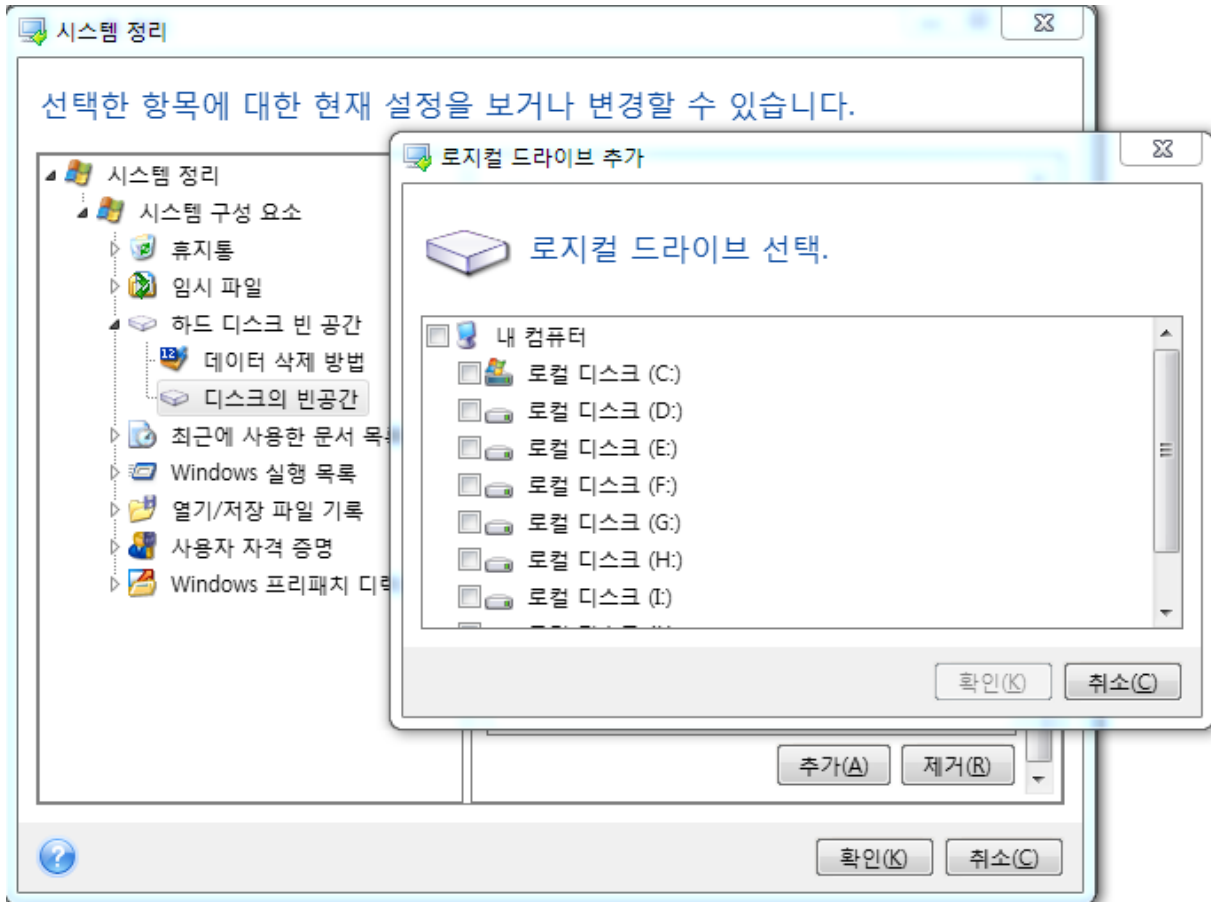 시스템 정리
선택한 항목에 대한 현재 설정을 보거나 변경할 수 있습니다.
시스템 정리
시스템 구성 요소
휴지통
임시 파일
하드 디스크 빈 공간
데이터 삭제 방법
디스크의 빈공간
최근에 사용한 문서
Windows 실행 목록
열기/저장 파일 기록
사용자 자격 증명
Windows 프리패치
로지컬 드라이브 추가
로지컬 드라이브 선택.
내 컴퓨터
로컬 디스크 (C:)
로컬 디스크 (D:)
로컬 디스크 (E:)
로컬 디스크 (F:)
로컬 디스크 (G:)
로컬 디스크 (H:)
로컬 디스크 (I:)
확인(K) 취소(C)
추가(A) 제거(R)
확인(K) 취소(C)